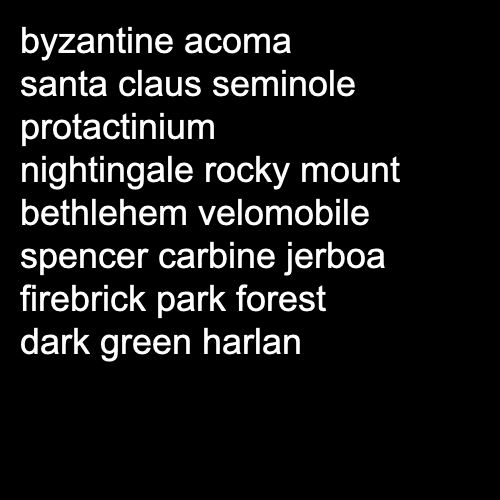 byzantine acoma
santa claus seminole
protactinium
nightingale rocky mount
bethlehem velomobile
spencer carbine jerboa
firebrick park forest
dark green harlan